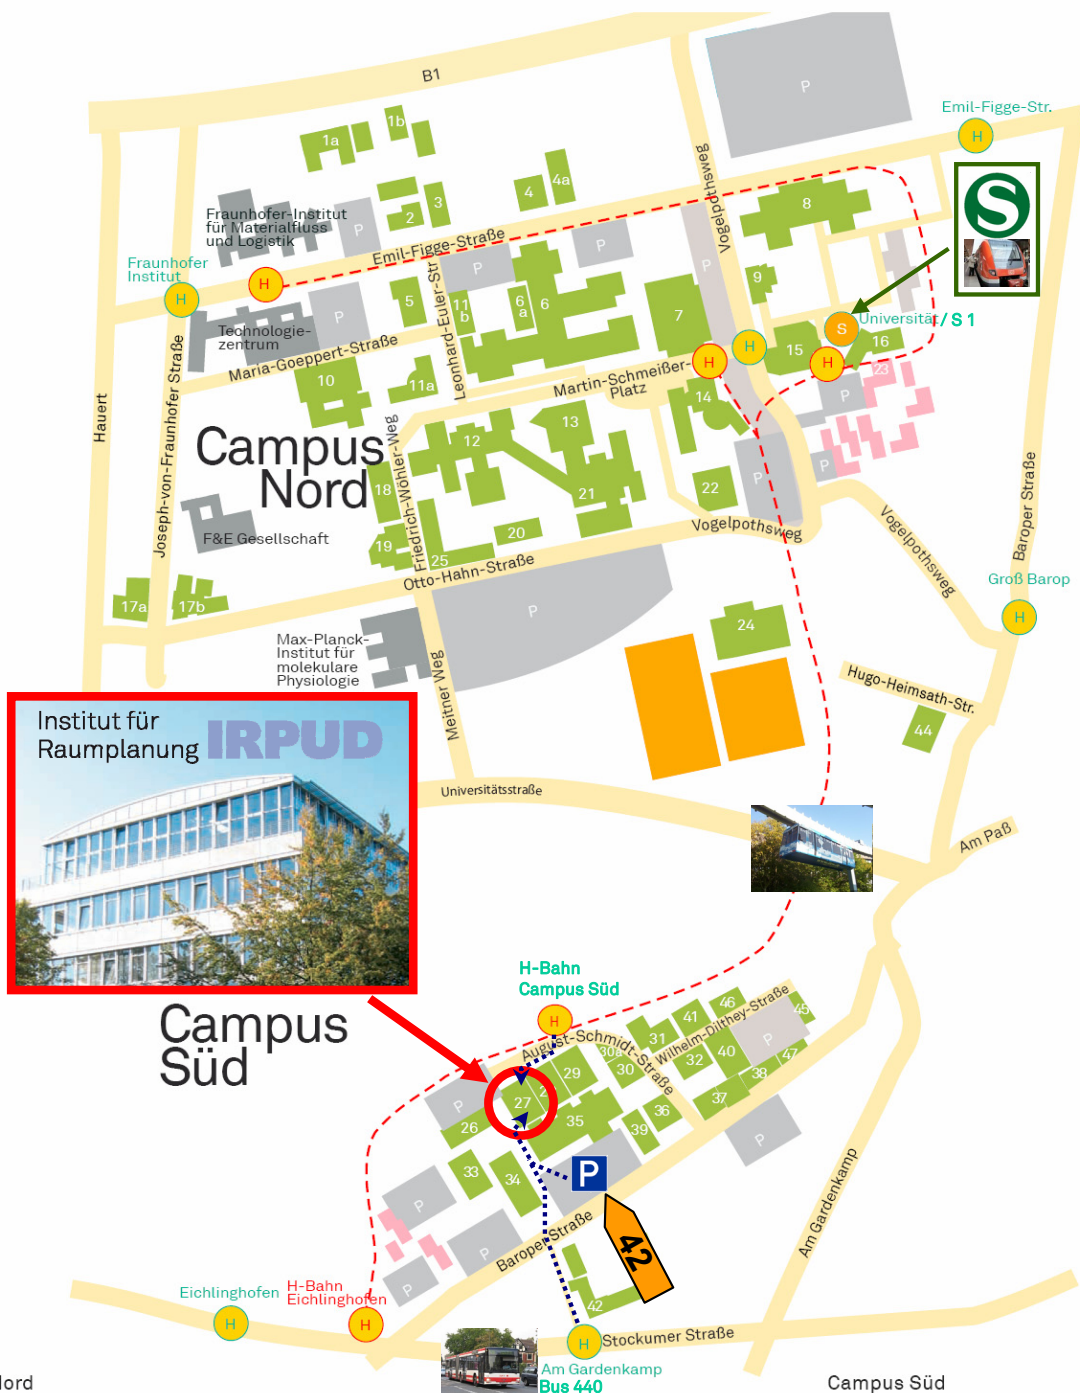 B1
P
Emil-Figge-Str.
H
1b
1a
Vogelpothsweg
4
4a
3
2
8
S
Fraunhofer-Institut
für Materialfluss
und Logistik
P
Emil-Figge-Straße
P
P
P
Fraunhofer
Institut
H
H
9
5
11
b
6
a
6
7
Leonhard-Euler-Str.
Universität / S 1
S
Technologie-
zentrum
P
Maria-Goeppert-Straße
15
16
H
H
H
23
10
11a
Martin-Schmeißer-
Platz
14
P
Hauert
Joseph-von-Fraunhofer Straße
Campus
Nord
Friedrich-Wöhler-Weg
12
13
18
21
22
P
P
20
19
25
F&E Gesellschaft
Otto-Hahn-Straße
Vogelpothsweg
Vogelpothsweg
Baroper Straße
Groß Barop
H
17a
17b
P
24
Max-Planck-
Institut für
molekulare
Physiologie
Meitner Weg
Hugo-Heimsath-Str.
44
Institut für
Raumplanung IRPUD
Universitätsstraße
Am Paß
H-Bahn
Campus Süd
H
Campus
Süd
August-Schmidt-Straße
Wilhelm-Dilthey-Straße
46
45
41
31
P
30a
30
32
40
47
38
29
2
27
P
26
35
36
37
39
P
33
34
P
P
P
P
42
Baroper Straße
Am Gardenkamp
Eichlinghofen
H
H-Bahn
Eichlinghofen
H
42
H
Stockumer Straße
Am Gardenkamp
Bus 440
Nord
Campus Süd